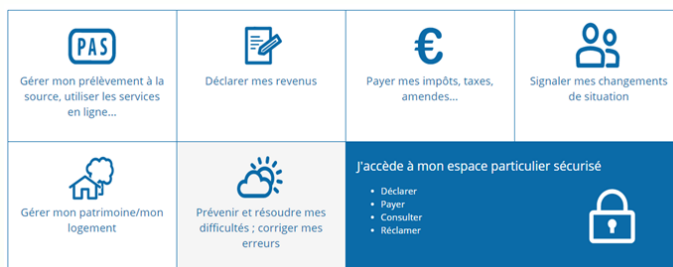 PAS
Gérer mon prélèvement à la
source, utiliser les services
en ligne...
Déclarer mes revenus
€
Payer mes impôts, taxes,
amendes...
Signaler mes changements
de situation
Gérer mon patrimoine/mon
logement
Prévenir et résoudre mes
difficultés ; corriger mes
erreurs
J'accède à mon espace particulier sécurisé
• Déclarer
• Payer
• Consulter
• Réclamer